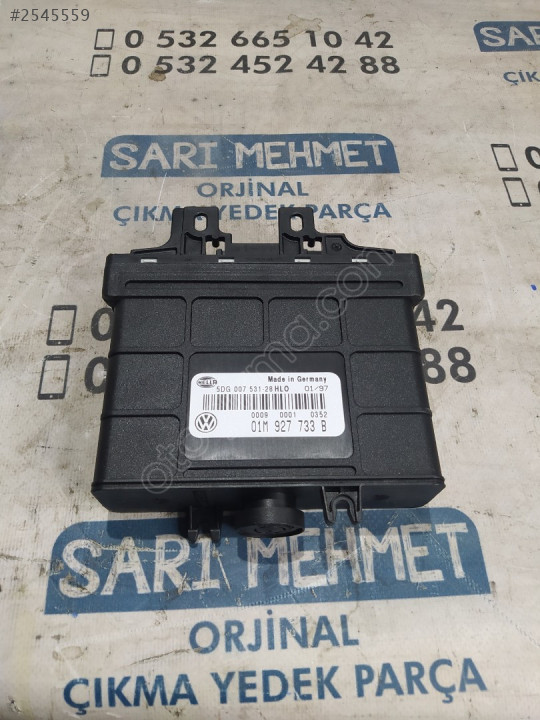 #2545559
0 532 665 10 42
0 532 452 42 88
SARI
ÇIKM
SARI MEHMET
ORJİNAL
ÇIKMA YEDEK PARÇA
HELLA
Made in Germany
5DG 007 531-28 HLO 01/97
0009 0001 0352
01M 927 733 B
42
88
SARI MEHMET
ORJİNAL
ÇIKMA YEDEK PARÇA